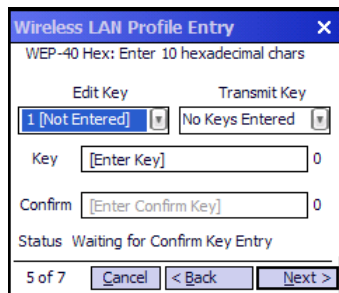 Wireless LAN Profile Entry X
WEP-40 Hex: Enter 10 hexadecimal chars
Edit Key Transmit Key
1 [Not Entered] No Keys Entered
Key [Enter Key] 0
Confirm [Enter Confirm Key] 0
Status Waiting for Confirm Key Entry
5 of 7 Cancel < Back Next >